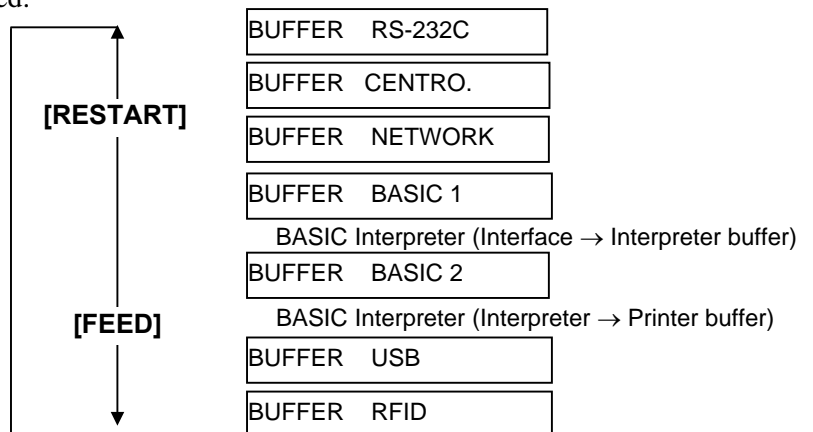 BUFFER RS-232C
BUFFER CENTRO.
[RESTART]
BUFFER NETWORK
BUFFER BASIC 1
BASIC Interpreter (Interface → Interpreter buffer)
BUFFER BASIC 2
[FEED]
BASIC Interpreter (Interpreter → Printer buffer)
BUFFER USB
BUFFER RFID